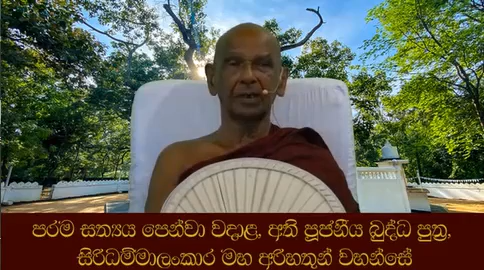 පරම සත්‍යය පෙන්වා වදාළ, අති පූජනීය බුද්ධ පුත්‍ර,
සිරිධම්මාලංකාර මහ අරිහතුන් වහන්සේ